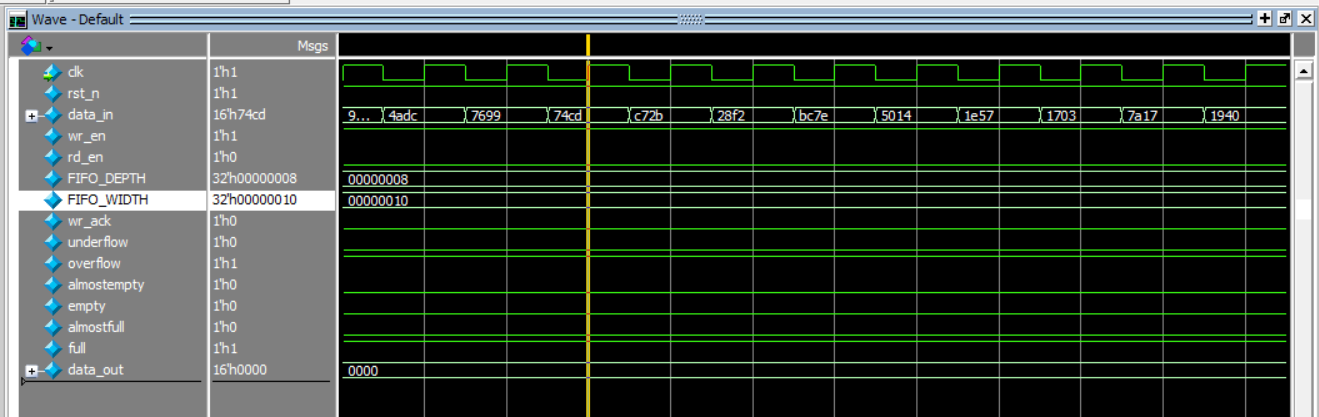 Wave - Default
Msgs
clk 1'h1
rst_n 1'h1
data_in 16'h74cd 9... 4adc 7699 74cd c72b 28f2 bc7e 5014 1e57 1703 7a17 1940
wr_en 1'h1
rd_en 1'h0
FIFO_DEPTH 32'h00000008 00000008
FIFO_WIDTH 32'h00000010 00000010
wr_ack 1'h0
underflow 1'h0
overflow 1'h1
almostempty 1'h0
empty 1'h0
almostfull 1'h0
full 1'h1
data_out 16'h0000 0000